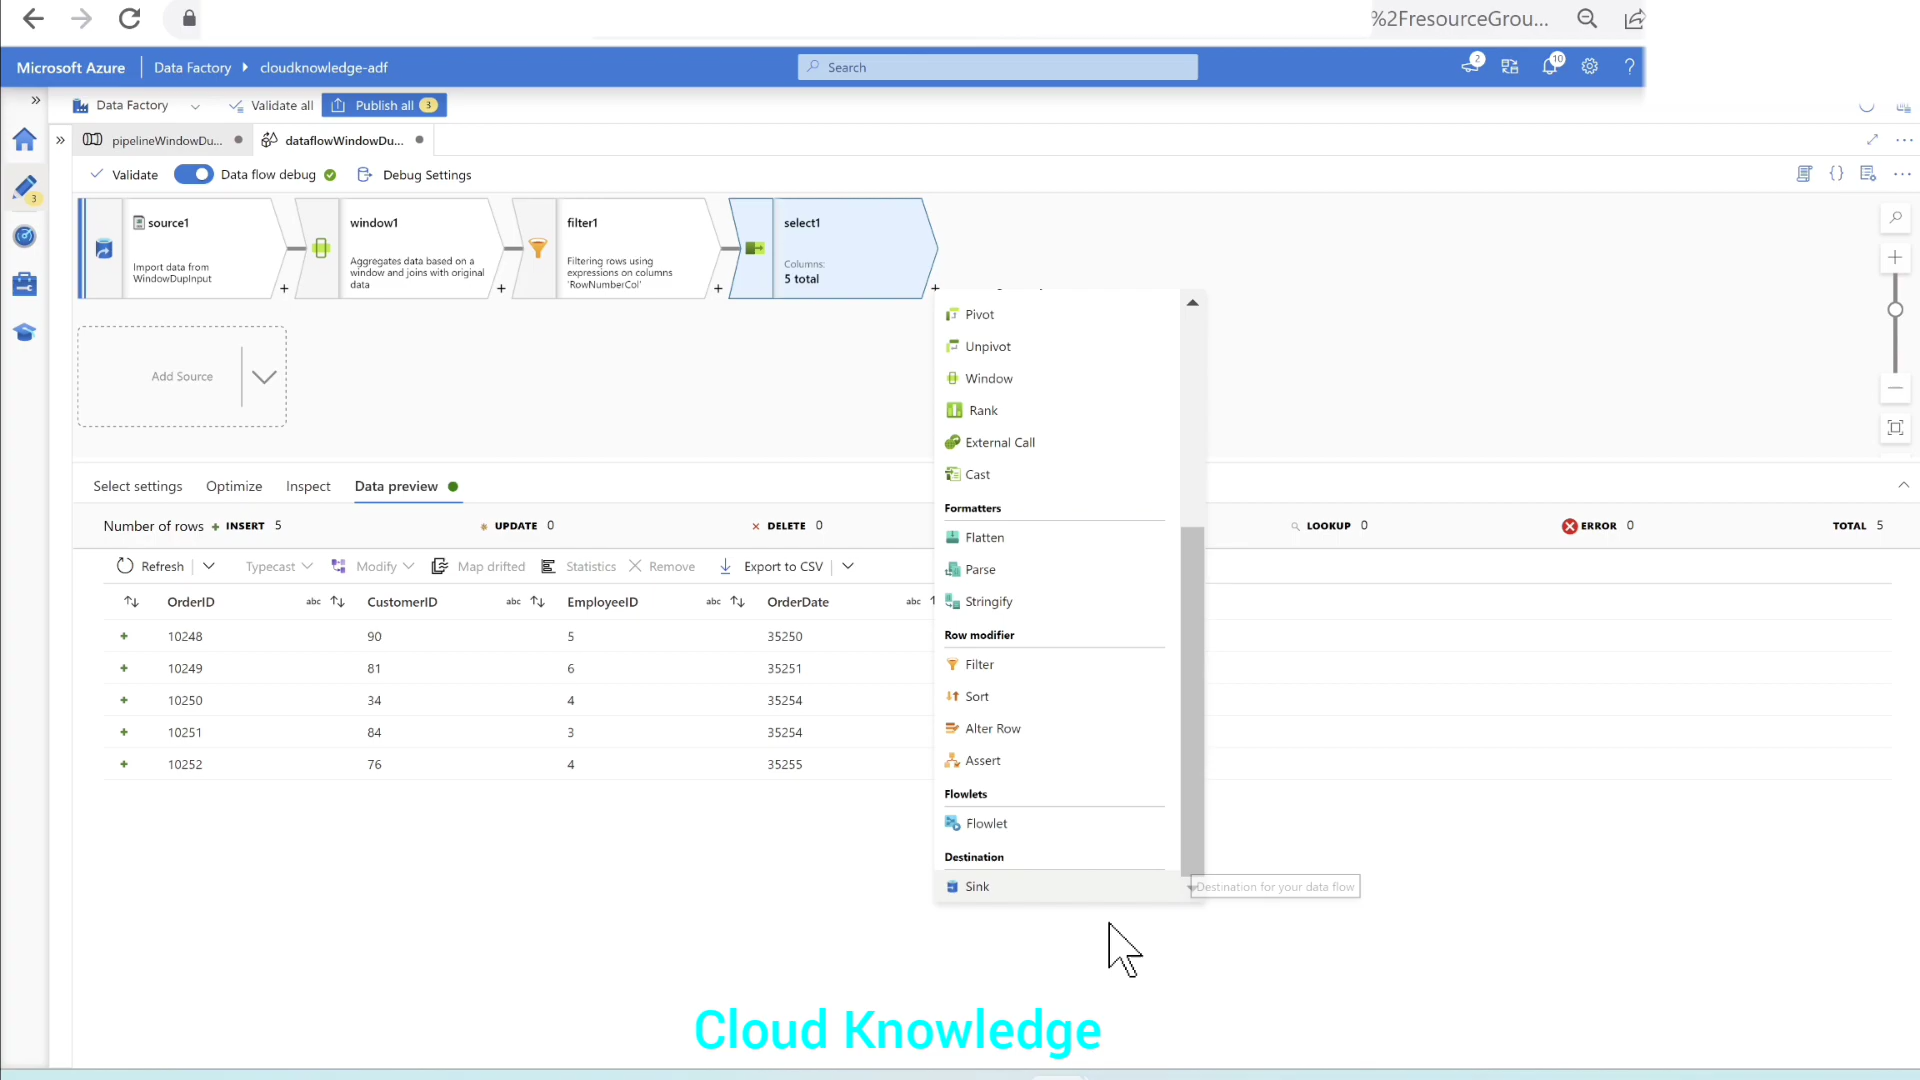 %2FresourceGrou...
Microsoft Azure
Data Factory
cloudknowledge-adf
Search
2
10
?
Data Factory
Validate all
Publish all
3
pipelineWindowDu...
dataflowWindowDu...
Validate
Data flow debug
Debug Settings
3
source1
Import data from
WindowDupInput
window1
Aggregates data based on a
window and joins with original
data
filter1
Filtering rows using
expressions on columns
'RowNumberCol'
select1
Columns:
5 total
Add Source
Pivot
Unpivot
Window
Rank
External Call
Cast
Formatters
Flatten
Parse
Stringify
Row modifier
Filter
Sort
Alter Row
Assert
Flowlets
Flowlet
Destination
Sink
Destination for your data flow
Select settings
Optimize
Inspect
Data preview
Number of rows
INSERT 5
UPDATE 0
DELETE 0
LOOKUP 0
ERROR 0
TOTAL 5
Refresh
Typecast
Modify
Map drifted
Statistics
Remove
Export to CSV
OrderID abc CustomerID abc EmployeeID abc OrderDate abc
10248 90 5 35250
10249 81 6 35251
10250 34 4 35254
10251 84 3 35254
10252 76 4 35255
Cloud Knowledge